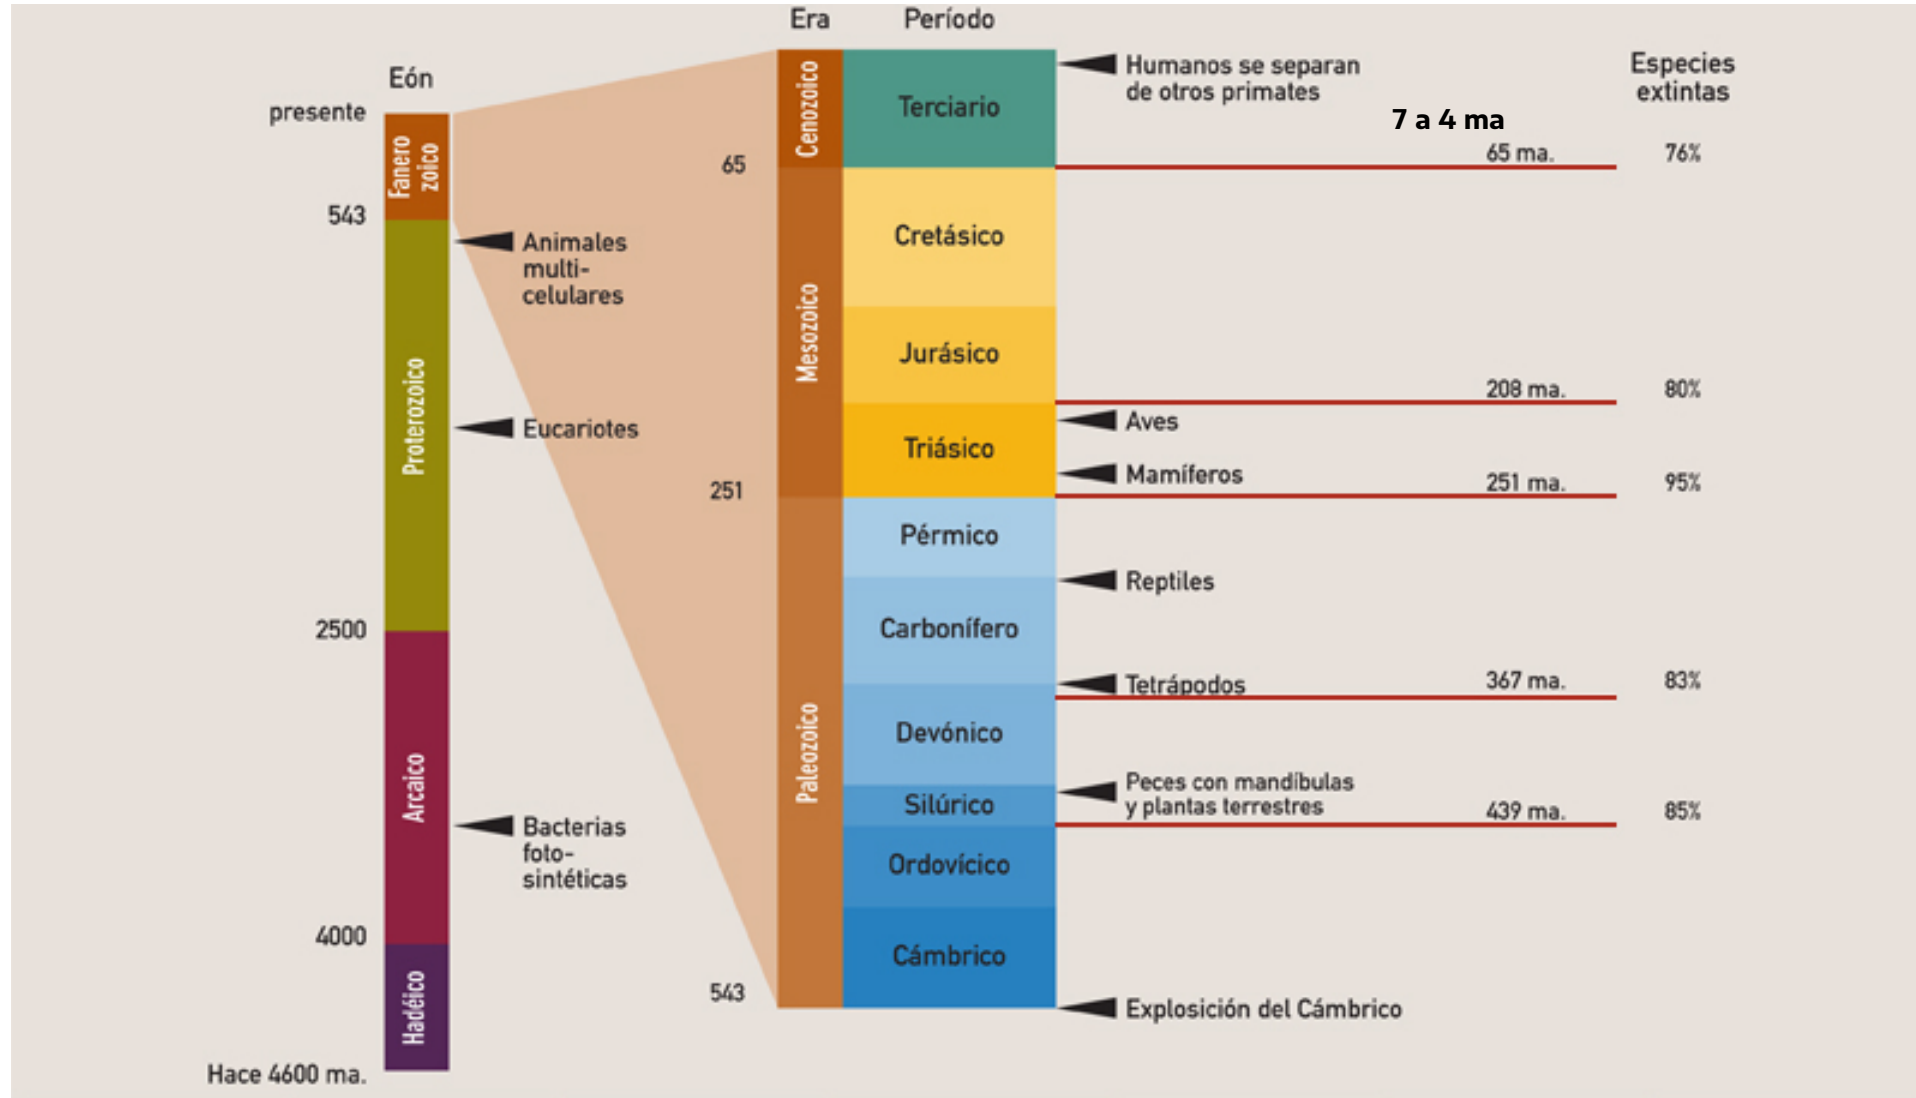 Eón
presente
Fanero
zoico
543
Animales
multi-
celulares
Proterozoico
Eucariotes
2500
Arcaico
Bacterias
foto-
sintéticas
4000
Hadéico
Hace 4600 ma.
Era
Período
Cenozoico
Terciario
Humanos se separan
de otros primates
Especies
extintas
7 a 4 ma
65
65 ma.
76%
Mesozoico
Cretásico
Jurásico
208 ma.
80%
Triásico
Aves
Mamíferos
251
251 ma.
95%
Paleozoico
Pérmico
Reptiles
Carbonífero
Tetrápodos
367 ma.
83%
Devónico
Silúrico
Peces con mandíbulas
y plantas terrestres
439 ma.
85%
Ordovícico
Cámbrico
543
Explosición del Cámbrico